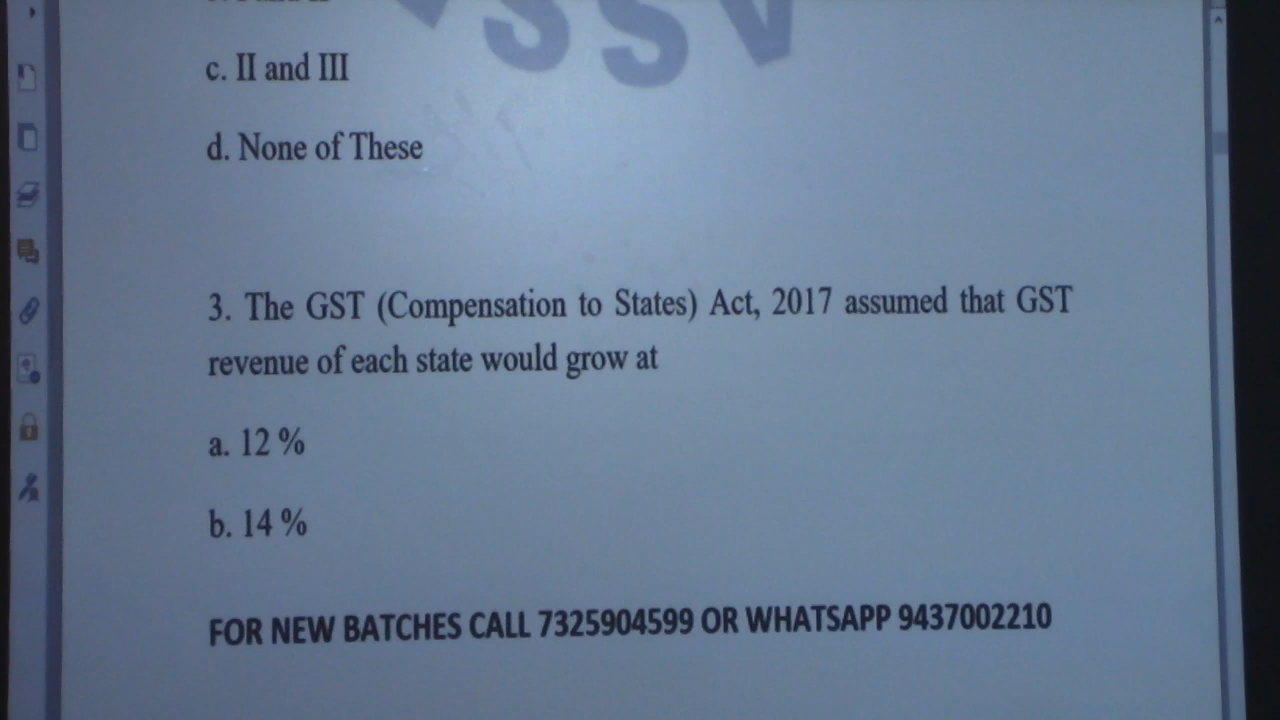 c. II and III
d. None of These
3. The GST (Compensation to States) Act, 2017 assumed that GST
revenue of each state would grow at
a. 12 %
b. 14 %
FOR NEW BATCHES CALL 7325904599 OR WHATSAPP 9437002210